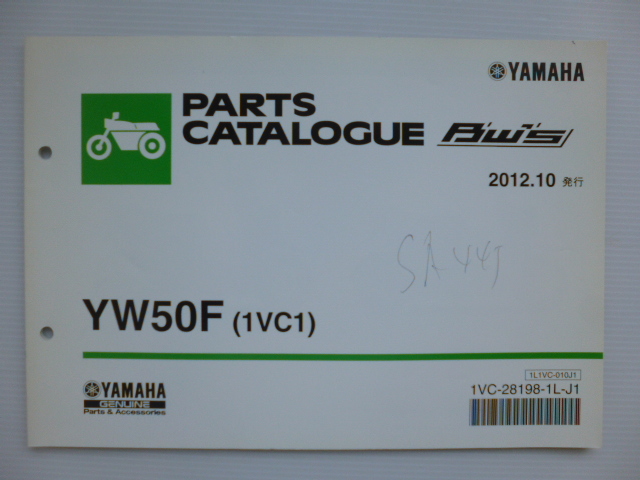 YAMAHA
PARTS
CATALOGUE B'W'S
2012.10 発行
SA44J
YW50F (1VC1)
1L1VC-010J1
YAMAHA
GENUINE
Parts & Accessories
1VC-28198-1L-J1